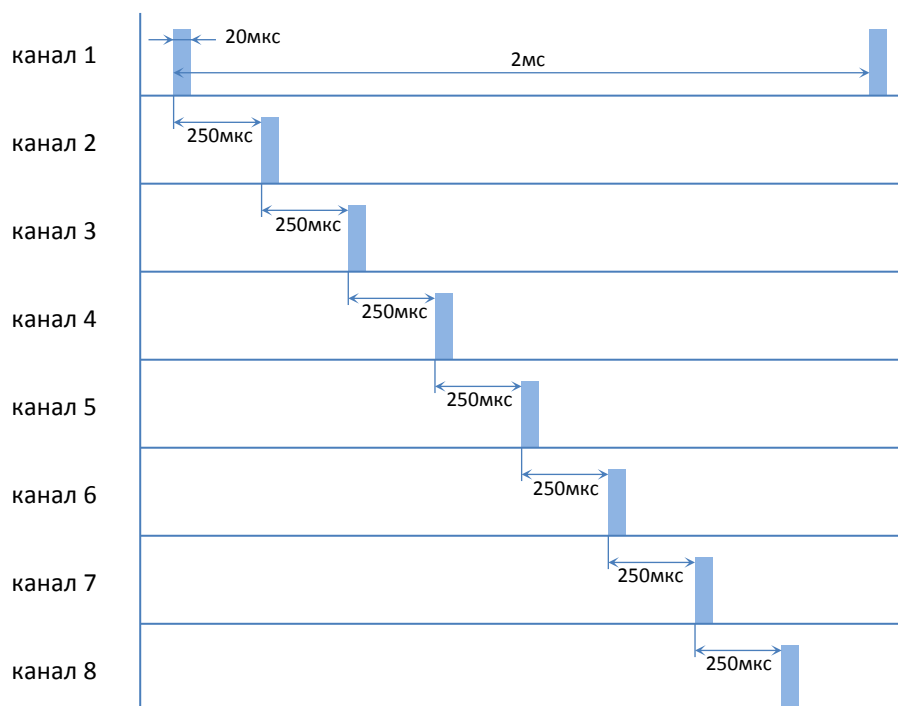 канал 1
20мкс
2мс
250мкс
канал 2
250мкс
канал 3
250мкс
канал 4
250мкс
канал 5
250мкс
канал 6
250мкс
канал 7
250мкс
канал 8